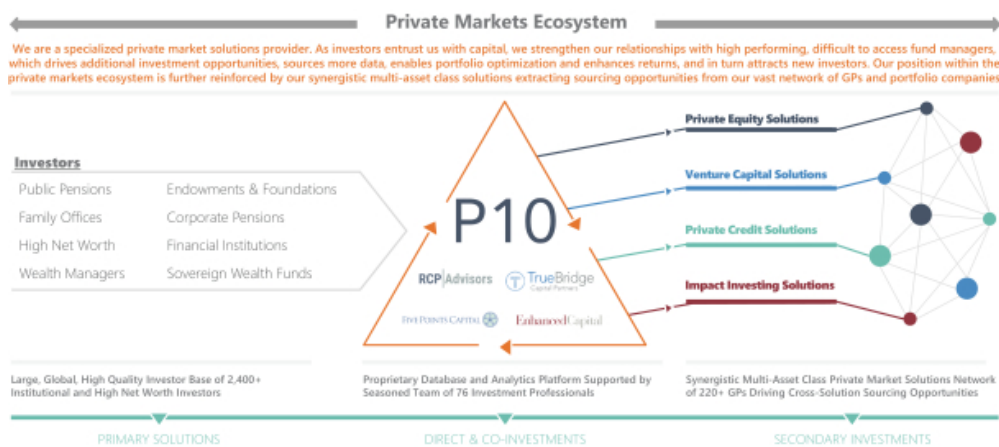 Private Markets Ecosystem
We are a specialized private market solutions provider. As investors entrust us with capital, we strengthen our relationships with high performing, difficult to access fund managers,
which drives additional investment opportunities, sources more data, enables portfolio optimization and enhances returns, and in turn attracts new investors. Our position within the
private markets ecosystem is further reinforced by our synergistic multi-asset class solutions extracting sourcing opportunities from our vast network of GPs and portfolio companies
Investors
Public Pensions
Endowments & Foundations
Family Offices
Corporate Pensions
High Net Worth
Financial Institutions
Wealth Managers
Sovereign Wealth Funds
P10
RCP Advisors
TrueBridge
Capital Partners
Five Points Capital
EnhancedCapital
Private Equity Solutions
Venture Capital Solutions
Private Credit Solutions
Impact Investing Solutions
Large, Global, High Quality Investor Base of 2,400+
Institutional and High Net Worth Investors
Proprietary Database and Analytics Platform Supported by
Seasoned Team of 76 Investment Professionals
Synergistic Multi-Asset Class Private Market Solutions Network
of 220+ GPs Driving Cross-Solution Sourcing Opportunities
PRIMARY SOLUTIONS
DIRECT & CO-INVESTMENTS
SECONDARY INVESTMENTS